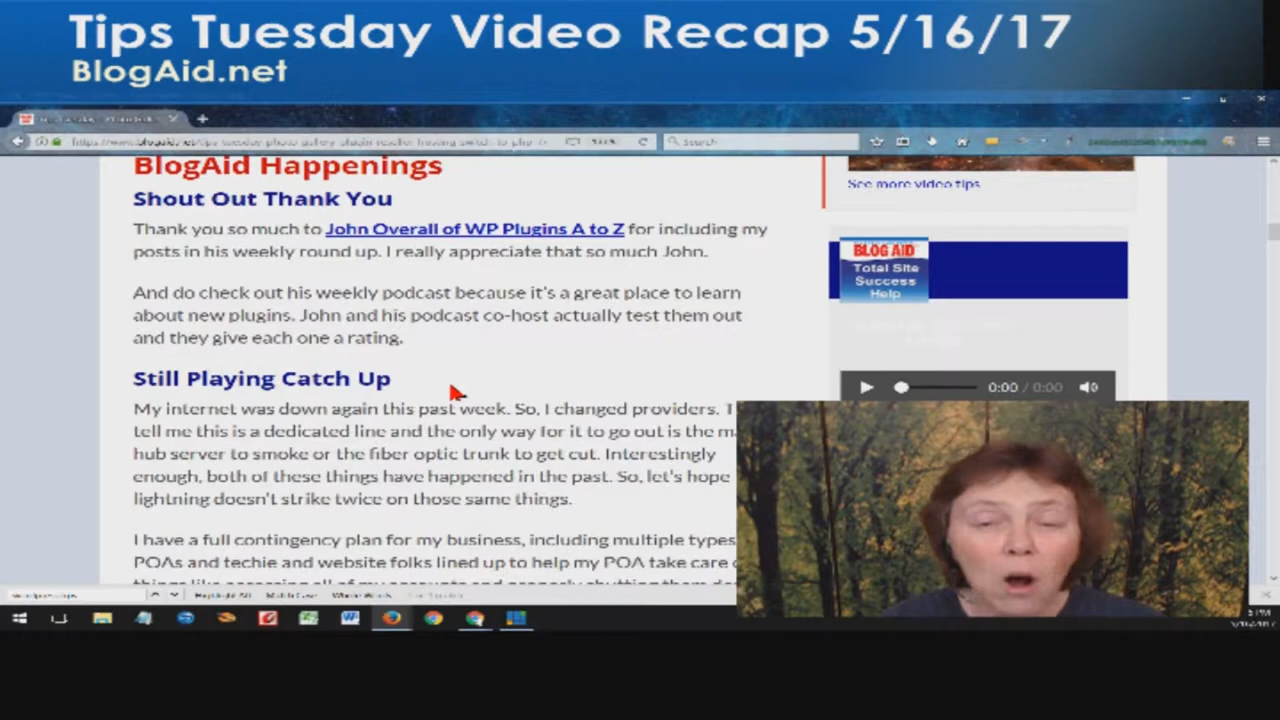 Tips Tuesday Video Recap 5/16/17
BlogAid.net
Search
BlogAid Happenings
Shout Out Thank You
Thank you so much to John Overall of WP Plugins A to Z for including my
posts in his weekly round up. I really appreciate that so much John.
And do check out his weekly podcast because it's a great place to learn
about new plugins. John and his podcast co-host actually test them out
and they give each one a rating.
Still Playing Catch Up
My internet was down again this past week. So, I changed providers.
tell me this is a dedicated line and the only way for it to go out is the
hub server to smoke or the fiber optic trunk to get cut. Interestingly
enough, both of these things have happened in the past. So, let's hope
lightning doesn't strike twice on those same things.
I have a full contingency plan for my business, including multiple types
POAs and techie and website folks lined up to help my POA take care
See more video tips
BLOG AID
Total Site
Success
Help
0:00 / 0:00
Highlight All Match Case Whole Words